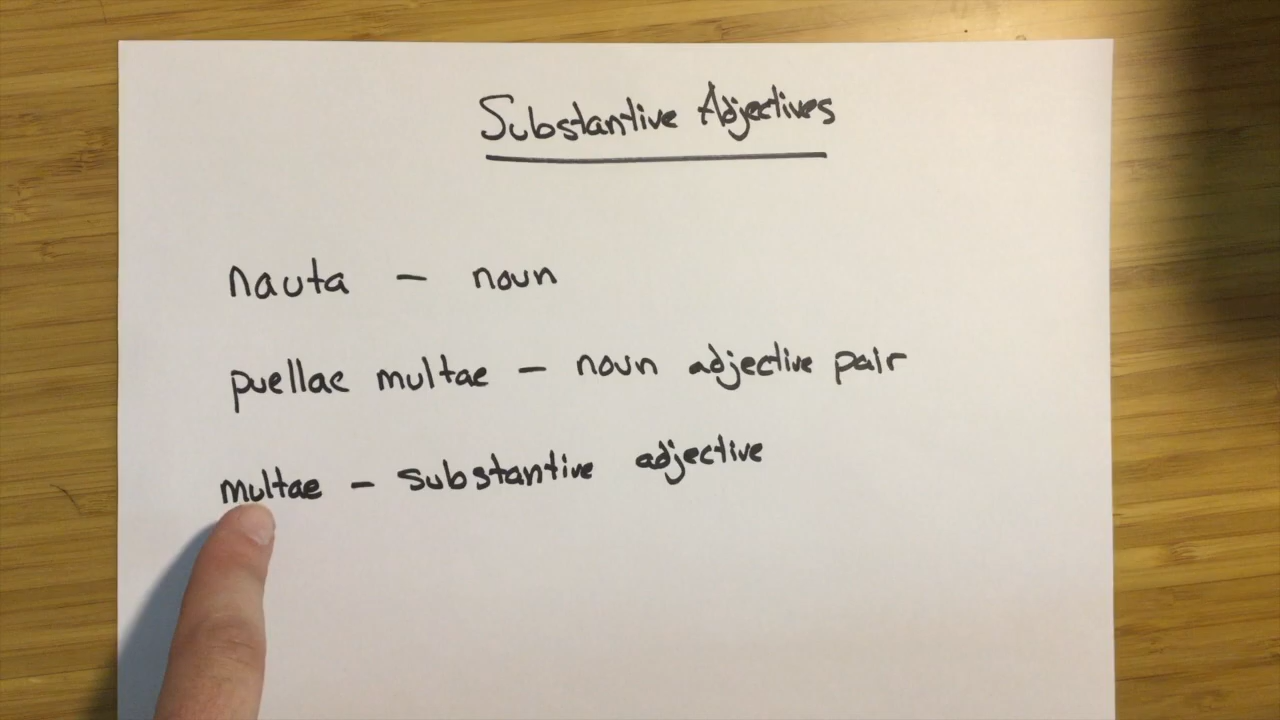 Substantive Adjectives
nauta - noun
puellae multae - noun adjective pair
multae - substantive adjective